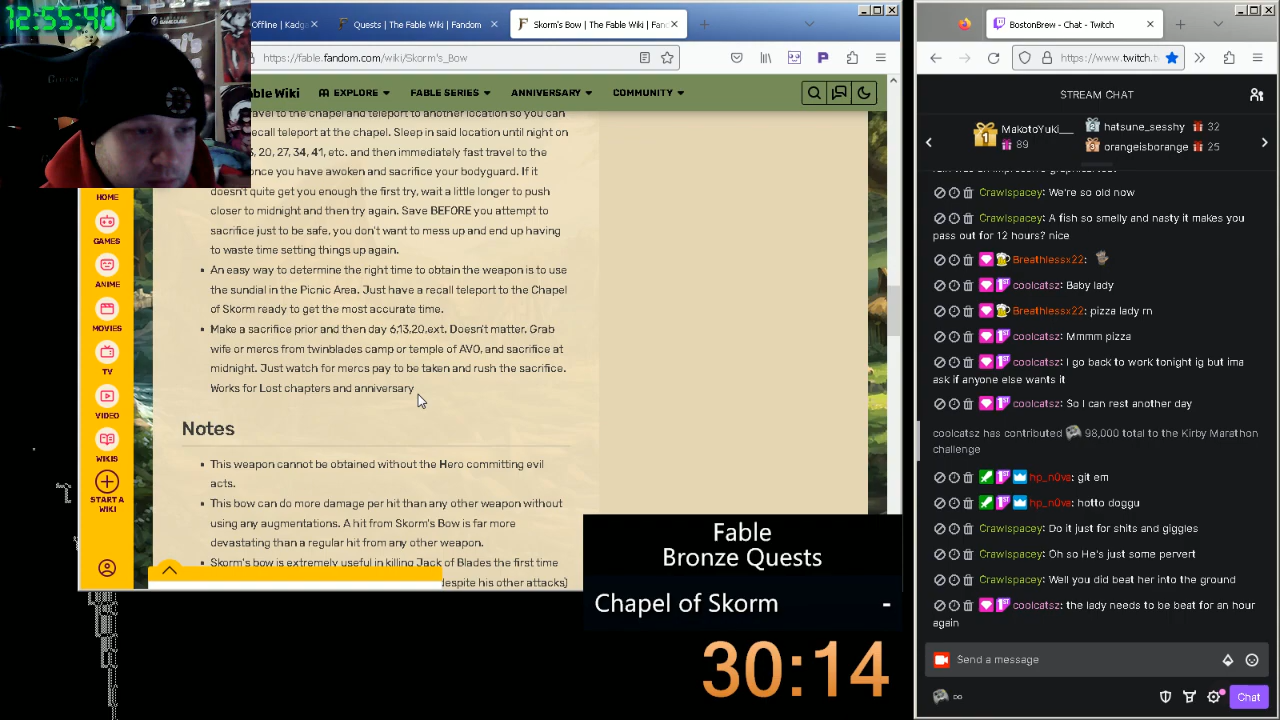 12:55:40
Offline | Kadg
Quests | The Fable Wiki | Fandom
Skorm's Bow | The Fable Wiki | Fan
https://fable.fandom.com/wiki/Skorm's_Bow
able Wiki
EXPLORE
FABLE SERIES
ANNIVERSARY
COMMUNITY
HOME
GAMES
ANIME
MOVIES
TV
VIDEO
WIKIS
START A
WIKI
avel to the chapel and teleport to another location so you can
ecall teleport at the chapel. Sleep in said location until night on
, 20, 27, 34, 41, etc. and then immediately fast travel to the
once you have awoken and sacrifice your bodyguard. If it
doesn't quite get you enough the first try, wait a little longer to push
closer to midnight and then try again. Save BEFORE you attempt to
sacrifice just to be safe, you don't want to mess up and end up having
to waste time setting things up again.
An easy way to determine the right time to obtain the weapon is to use
the sundial in the Picnic Area. Just have a recall teleport to the Chapel
of Skorm ready to get the most accurate time.
Make a sacrifice prior and then day 6,13,20.ext. Doesn't matter. Grab
wife or mercs from twinblades camp or temple of AVO, and sacrifice at
midnight. Just watch for mercs pay to be taken and rush the sacrifice.
Works for Lost chapters and anniversary
Notes
This weapon cannot be obtained without the Hero committing evil
acts.
This bow can do more damage per hit than any other weapon without
using any augmentations. A hit from Skorm's Bow is far more
devastating than a regular hit from any other weapon.
Skorm's bow is extremely useful in killing Jack of Blades the first time
despite his other attacks)
Fable
Bronze Quests
Chapel of Skorm -
30:14
BostonBrew - Chat - Twitch
https://www.twitch.t
STREAM CHAT
1 MakotoYuki___ 89
2 hatsune_sesshy 32
3 orangeisborange 25
Crawlspacey: We're so old now
Crawlspacey: A fish so smelly and nasty it makes you
pass out for 12 hours? nice
Breathlessx22:
coolcatsz: Baby lady
Breathlessx22: pizza lady rn
coolcatsz: Mmmm pizza
coolcatsz: I go back to work tonight ig but ima
ask if anyone else wants it
coolcatsz: So I can rest another day
coolcatsz has contributed 98,000 total to the Kirby Marathon
challenge
hp_n0va: git em
hp_n0va: hotto doggu
Crawlspacey: Do it just for shits and giggles
Crawlspacey: Oh so He's just some pervert
Crawlspacey: Well you did beat her into the ground
coolcatsz: the lady needs to be beat for an hour
again
Send a message
∞
Chat